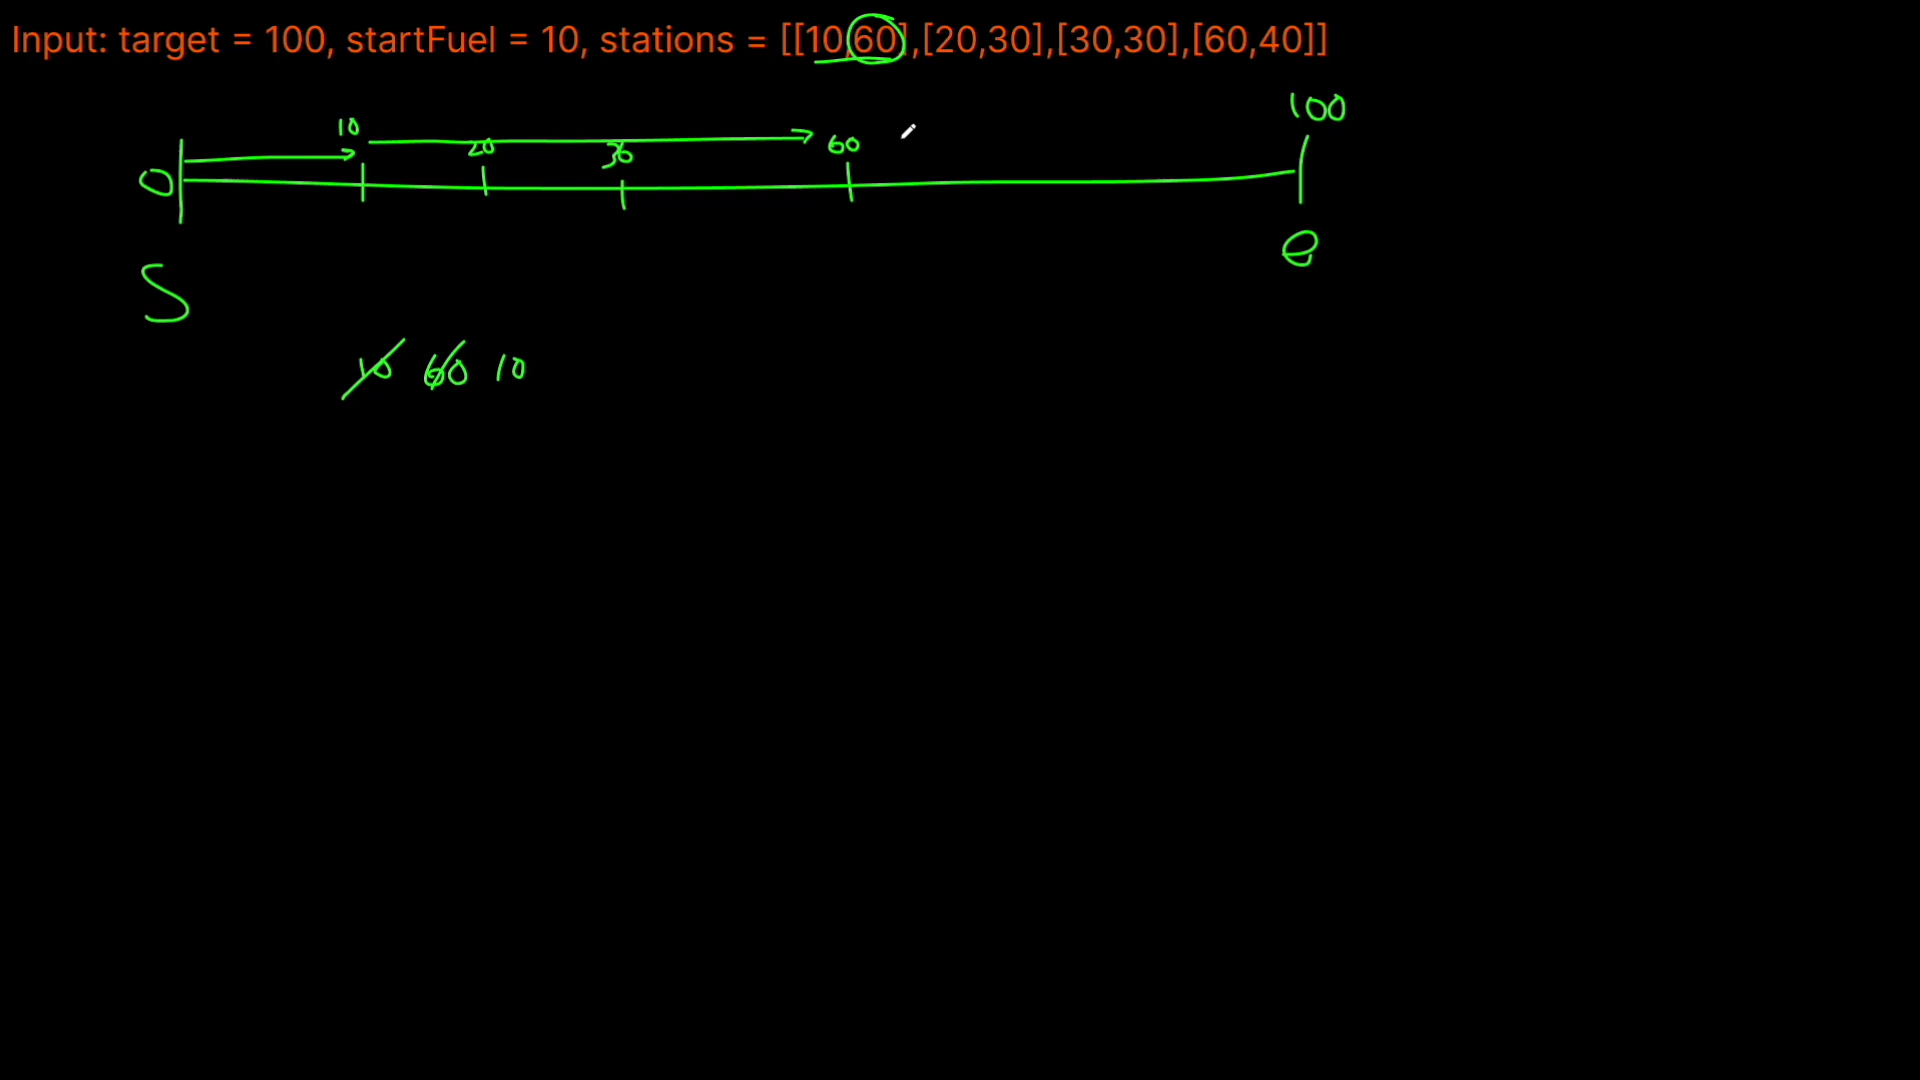 Input: target = 100, startFuel = 10, stations = [[10,60],[20,30],[30,30],[60,40]]
100
10
20 30 60
0
e
S
10 60 10